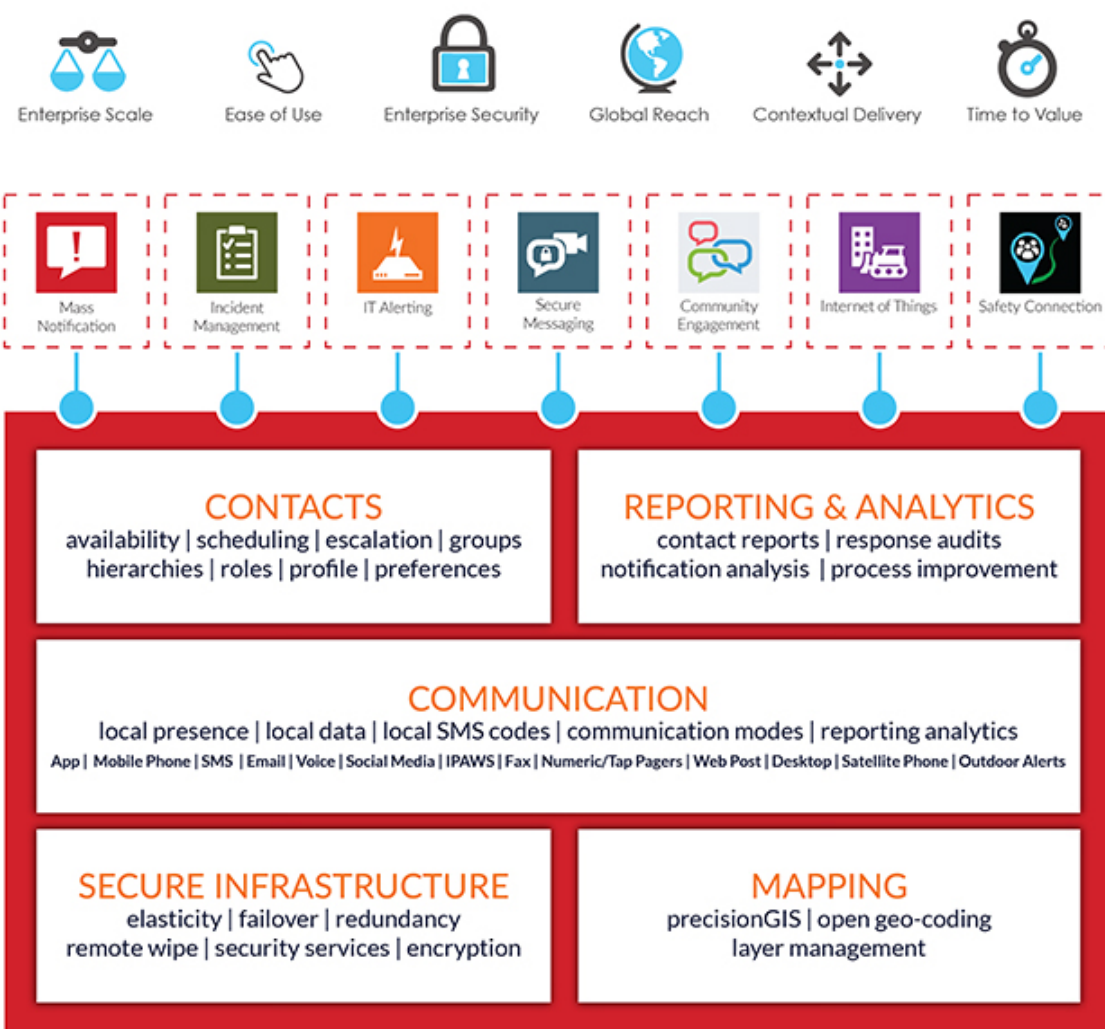 Enterprise Scale
Ease of Use
Enterprise Security
Global Reach
Contextual Delivery
Time to Value
Mass
Notification
Incident
Management
IT Alerting
Secure
Messaging
Community
Engagement
Internet of Things
Safety Connection
CONTACTS
availability | scheduling | escalation | groups
hierarchies | roles | profile | preferences
REPORTING & ANALYTICS
contact reports | response audits
notification analysis | process improvement
COMMUNICATION
local presence | local data | local SMS codes | communication modes | reporting analytics
App | Mobile Phone | SMS | Email | Voice | Social Media | IPAWS | Fax | Numeric/Tap Pagers | Web Post | Desktop | Satellite Phone | Outdoor Alerts
SECURE INFRASTRUCTURE
elasticity | failover | redundancy
remote wipe | security services | encryption
MAPPING
precisionGIS | open geo-coding
layer management